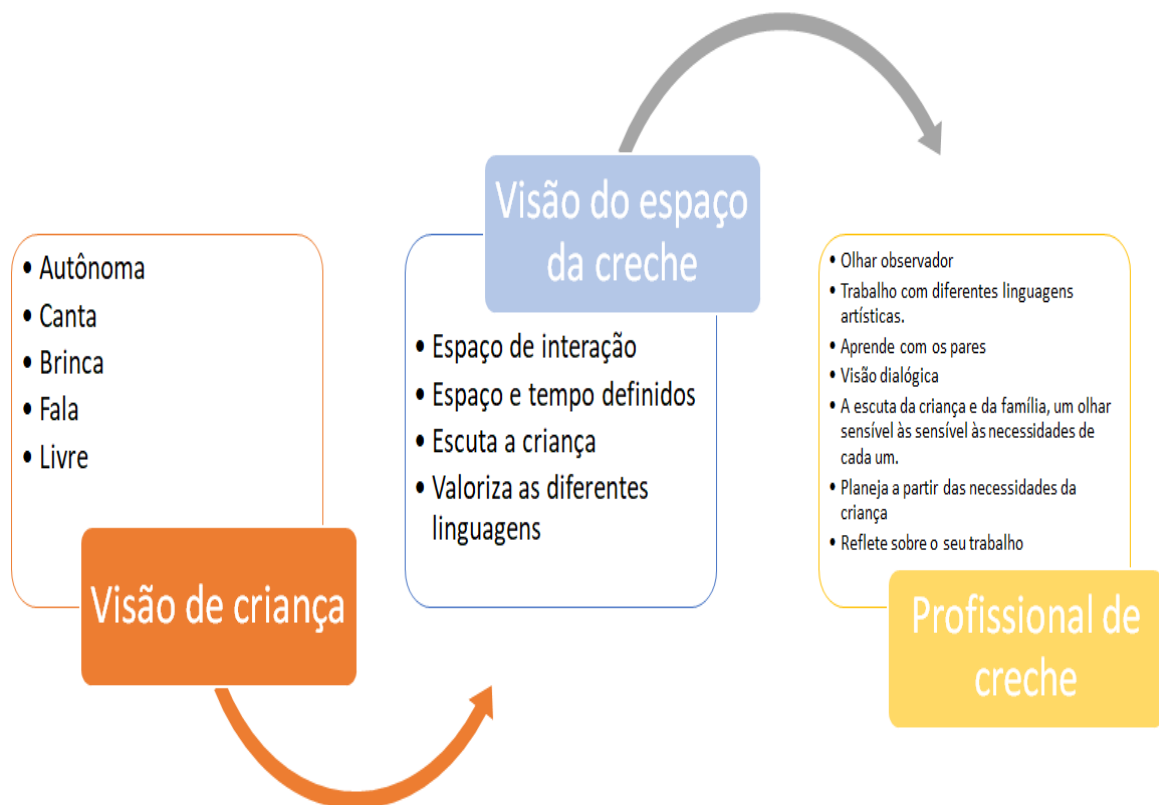 • Autônoma
• Canta
• Brinca
• Fala
• Livre
Visão de criança
Visão do espaço
da creche
• Espaço de interação
• Espaço e tempo definidos
• Escuta a criança
• Valoriza as diferentes
linguagens
• Olhar observador
• Trabalho com diferentes linguagens
artísticas.
• Aprende com os pares
• Visão dialógica
• A escuta da criança e da família, um olhar
sensível às sensível às necessidades de
cada um.
• Planeja a partir das necessidades da
criança
• Reflete sobre o seu trabalho
Profissional de
creche